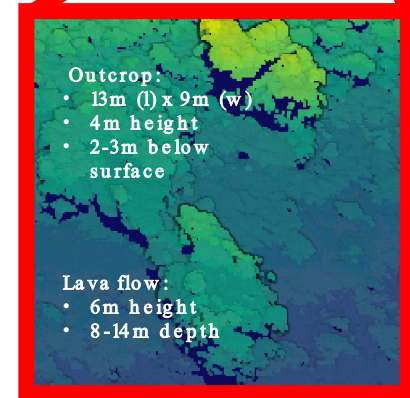 Outcrop:
• 13m (l) x 9m (w)
• 4m height
• 2-3m below
surface
Lava flow:
• 6m height
• 8-14m depth